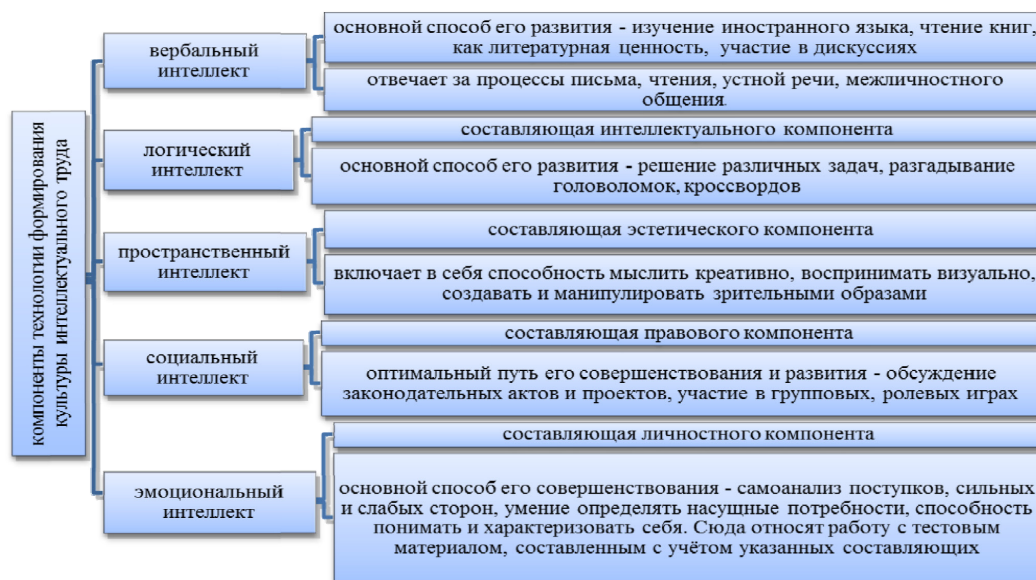 компоненты технологии формирования
культуры интеллектуального труда
вербальный
интеллект
основной способ его развития - изучение иностранного языка, чтение книг,
как литературная ценность, участие в дискуссиях
отвечает за процессы письма, чтения, устной речи, межличностного
общения.
логический
интеллект
составляющая интеллектуального компонента
основной способ его развития - решение различных задач, разгадывание
головоломок, кроссвордов
пространственный
интеллект
составляющая эстетического компонента
включает в себя способность мыслить креативно, воспринимать визуально,
создавать и манипулировать зрительными образами
социальный
интеллект
составляющая правового компонента
оптимальный путь его совершенствования и развития - обсуждение
законодательных актов и проектов, участие в групповых, ролевых играх
эмоциональный
интеллект
составляющая личностного компонента
основной способ его совершенствования - самоанализ поступков, сильных
и слабых сторон, умение определять насущные потребности, способность
понимать и характеризовать себя. Сюда относят работу с тестовым
материалом, составленным с учётом указанных составляющих